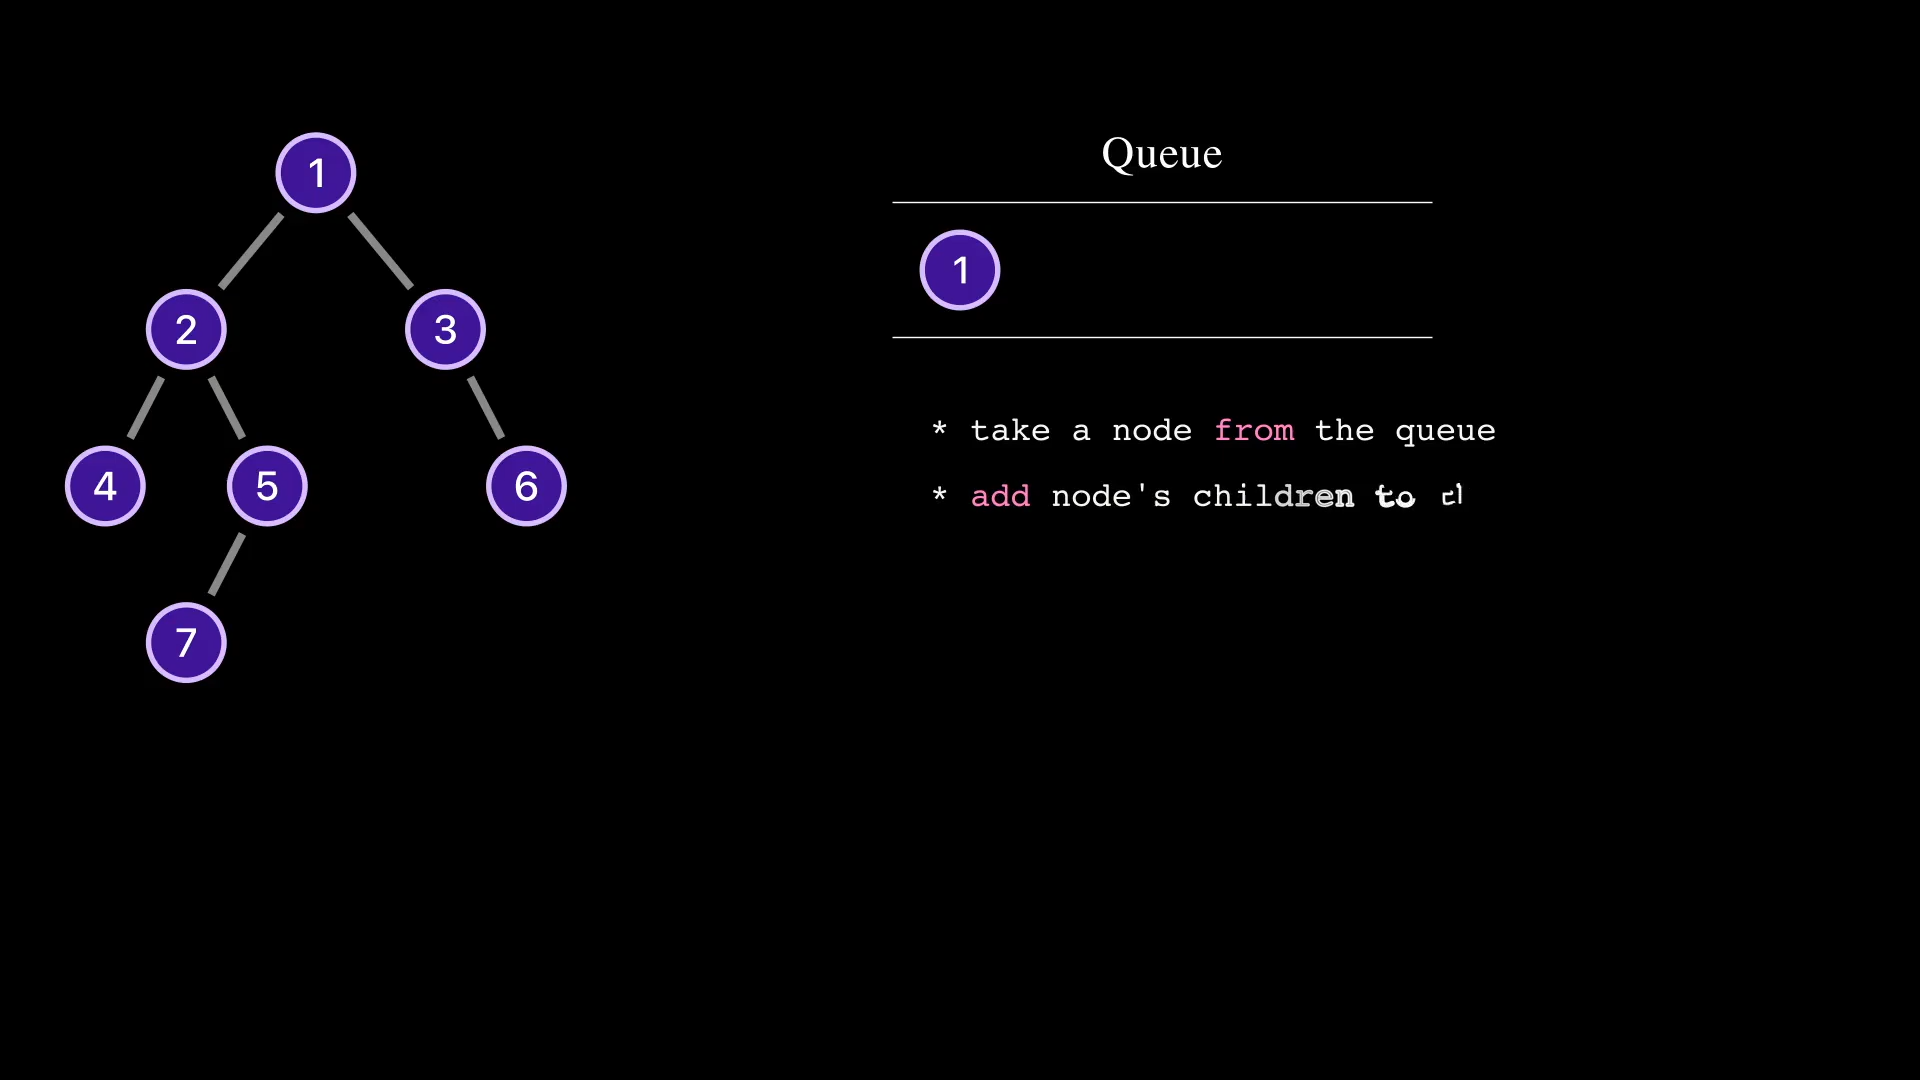 1
Queue
1
2
3
* take a node from the queue
4
5
6
* add node's children to
7